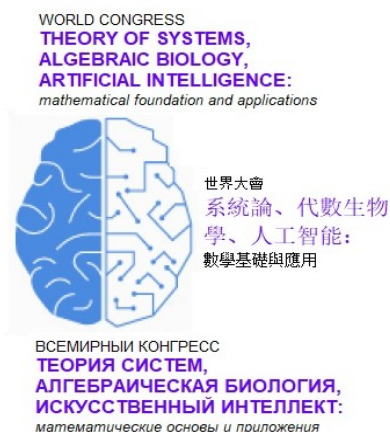 WORLD CONGRESS
THEORY OF SYSTEMS,
ALGEBRAIC BIOLOGY,
ARTIFICIAL INTELLIGENCE:
mathematical foundation and applications
世界大會
系統論、代數生物
學、人工智能：
數學基礎與應用
ВСЕМИРНЫЙ КОНГРЕСС
ТЕОРИЯ СИСТЕМ,
АЛГЕБРАИЧЕСКАЯ БИОЛОГИЯ,
ИСКУССТВЕННЫЙ ИНТЕЛЛЕКТ:
математические основы и приложения